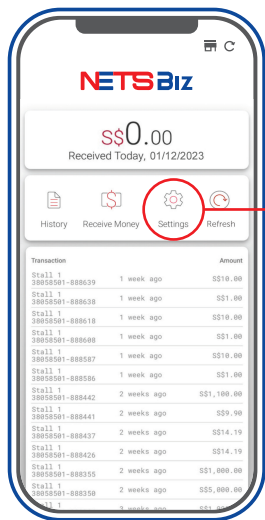 NETS Biz
S$0.00
Received Today, 01/12/2023
History Receive Money Settings Refresh
Transaction Amount
Stall 1
38058501-888639 1 week ago S$10.00
Stall 1
38058501-888638 1 week ago S$1.00
Stall 1
38058501-888618 1 week ago S$10.00
Stall 1
38058501-888608 1 week ago S$1.00
Stall 1
38058501-888587 1 week ago S$10.00
Stall 1
38058501-888586 1 week ago S$1.00
Stall 1
38058501-888442 2 weeks ago S$1,100.00
Stall 1
38058501-888441 2 weeks ago S$9.90
Stall 1
38058501-888437 2 weeks ago S$14.19
Stall 1
38058501-888426 2 weeks ago S$14.19
Stall 1
38058501-888355 2 weeks ago S$1,000.00
Stall 1
38058501-888350 2 weeks ago S$5,000.00
Stall 1